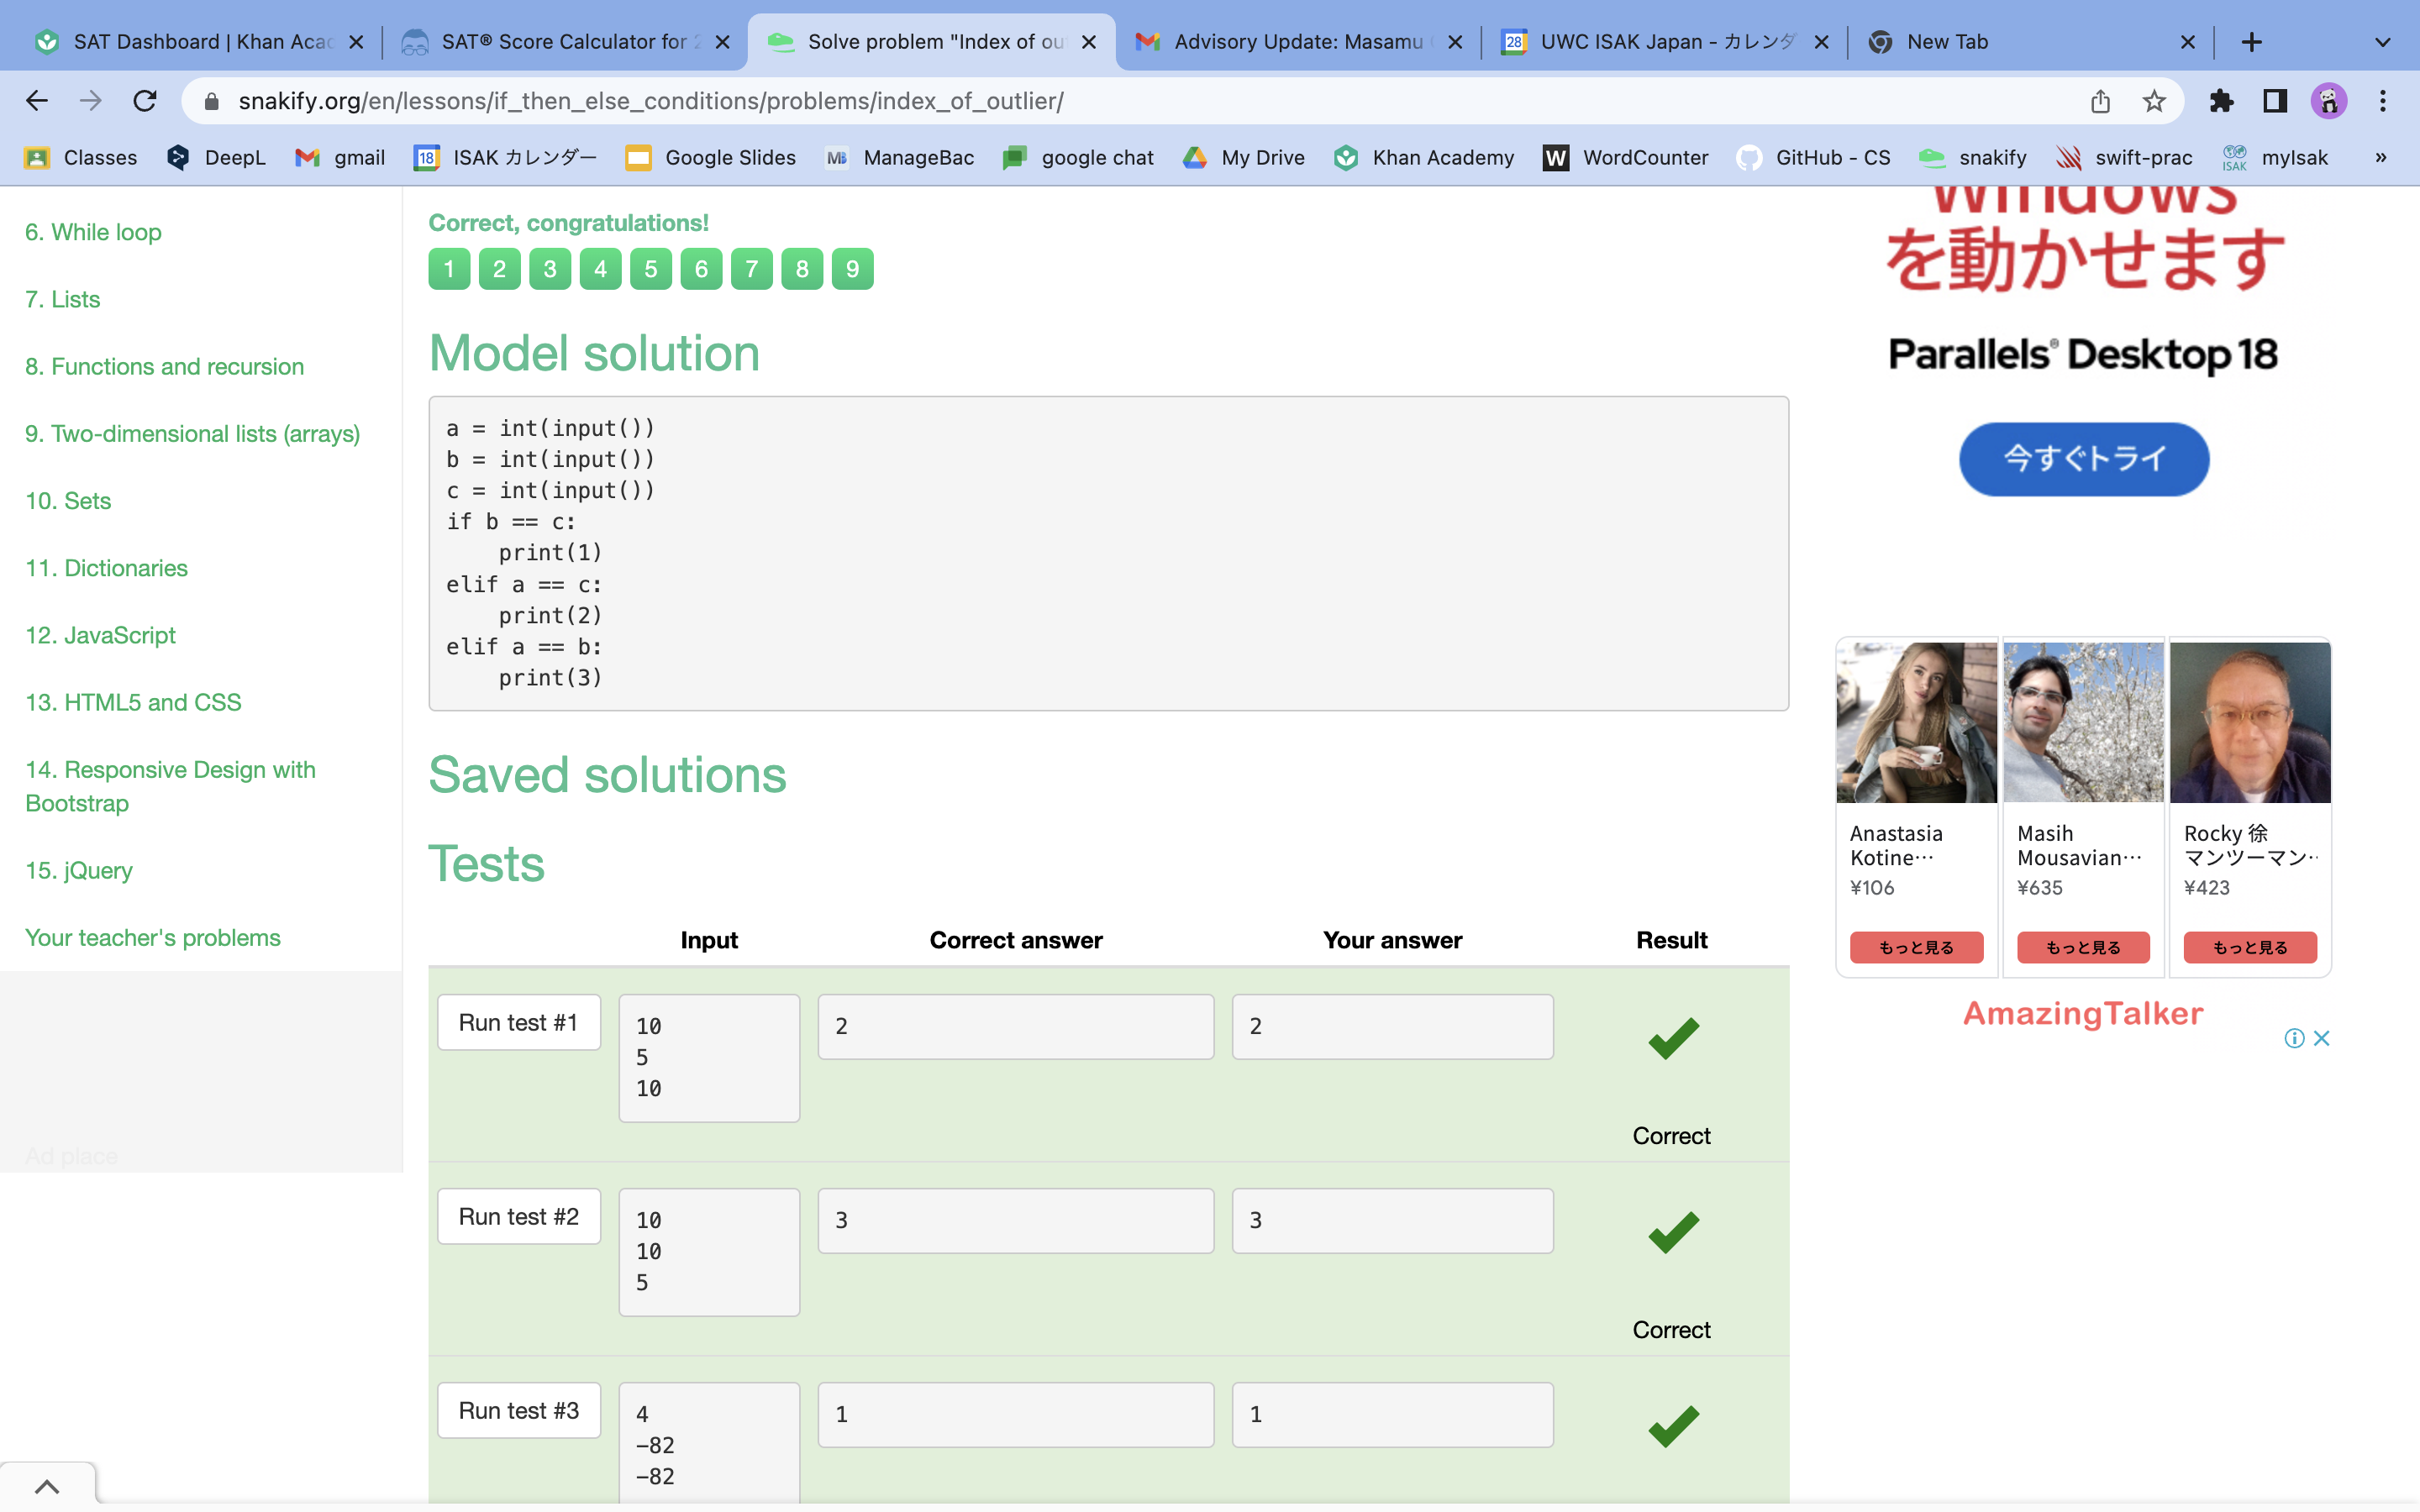 SAT Dashboard | Khan Aca
SAT® Score Calculator for 2
Solve problem "Index of ou
Advisory Update: Masamu
28
UWC ISAK Japan - カレンダ
New Tab
snakify.org/en/lessons/if_then_else_conditions/problems/index_of_outlier/
Classes
DeepL
gmail
18
ISAK カレンダー
Google Slides
MB
ManageBac
google chat
My Drive
Khan Academy
W
WordCounter
GitHub - CS
snakify
swift-prac
ISAK
myIsak
»
6. While loop
7. Lists
8. Functions and recursion
9. Two-dimensional lists (arrays)
10. Sets
11. Dictionaries
12. JavaScript
13. HTML5 and CSS
14. Responsive Design with
Bootstrap
15. jQuery
Your teacher's problems
Ad place
Correct, congratulations!
1 2 3 4 5 6 7 8 9
Model solution
a = int(input())
b = int(input())
c = int(input())
if b == c:
    print(1)
elif a == c:
    print(2)
elif a == b:
    print(3)
Saved solutions
Tests
Input Correct answer Your answer Result
Run test #1
10
5
10
2
2
Correct
Run test #2
10
10
5
3
3
Correct
Run test #3
4
-82
-82
1
1
Windows
を動かせます
Parallels® Desktop 18
今すぐトライ
Anastasia
Kotine…
¥106
もっと見る
Masih
Mousavian…
¥635
もっと見る
Rocky 徐
マンツーマン…
¥423
もっと見る
AmazingTalker